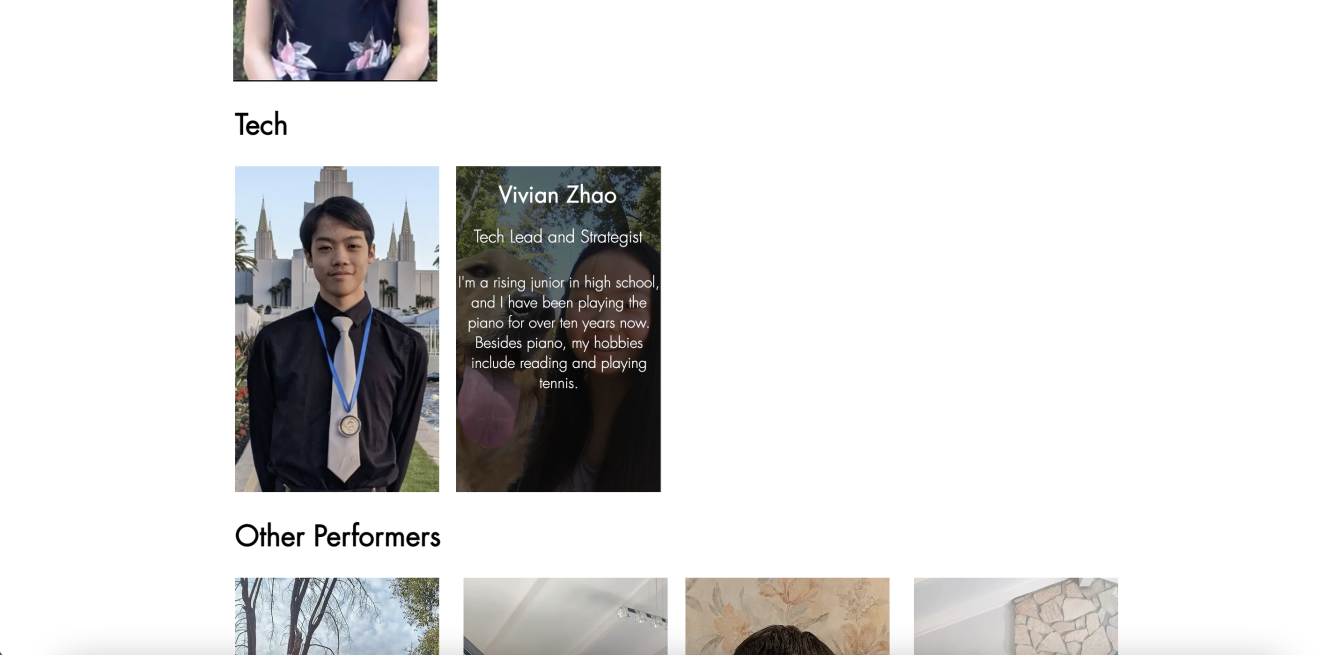 Tech
Vivian Zhao
Tech Lead and Strategist
I'm a rising junior in high school,
and I have been playing the
piano for over ten years now.
Besides piano, my hobbies
include reading and playing
tennis.
Other Performers